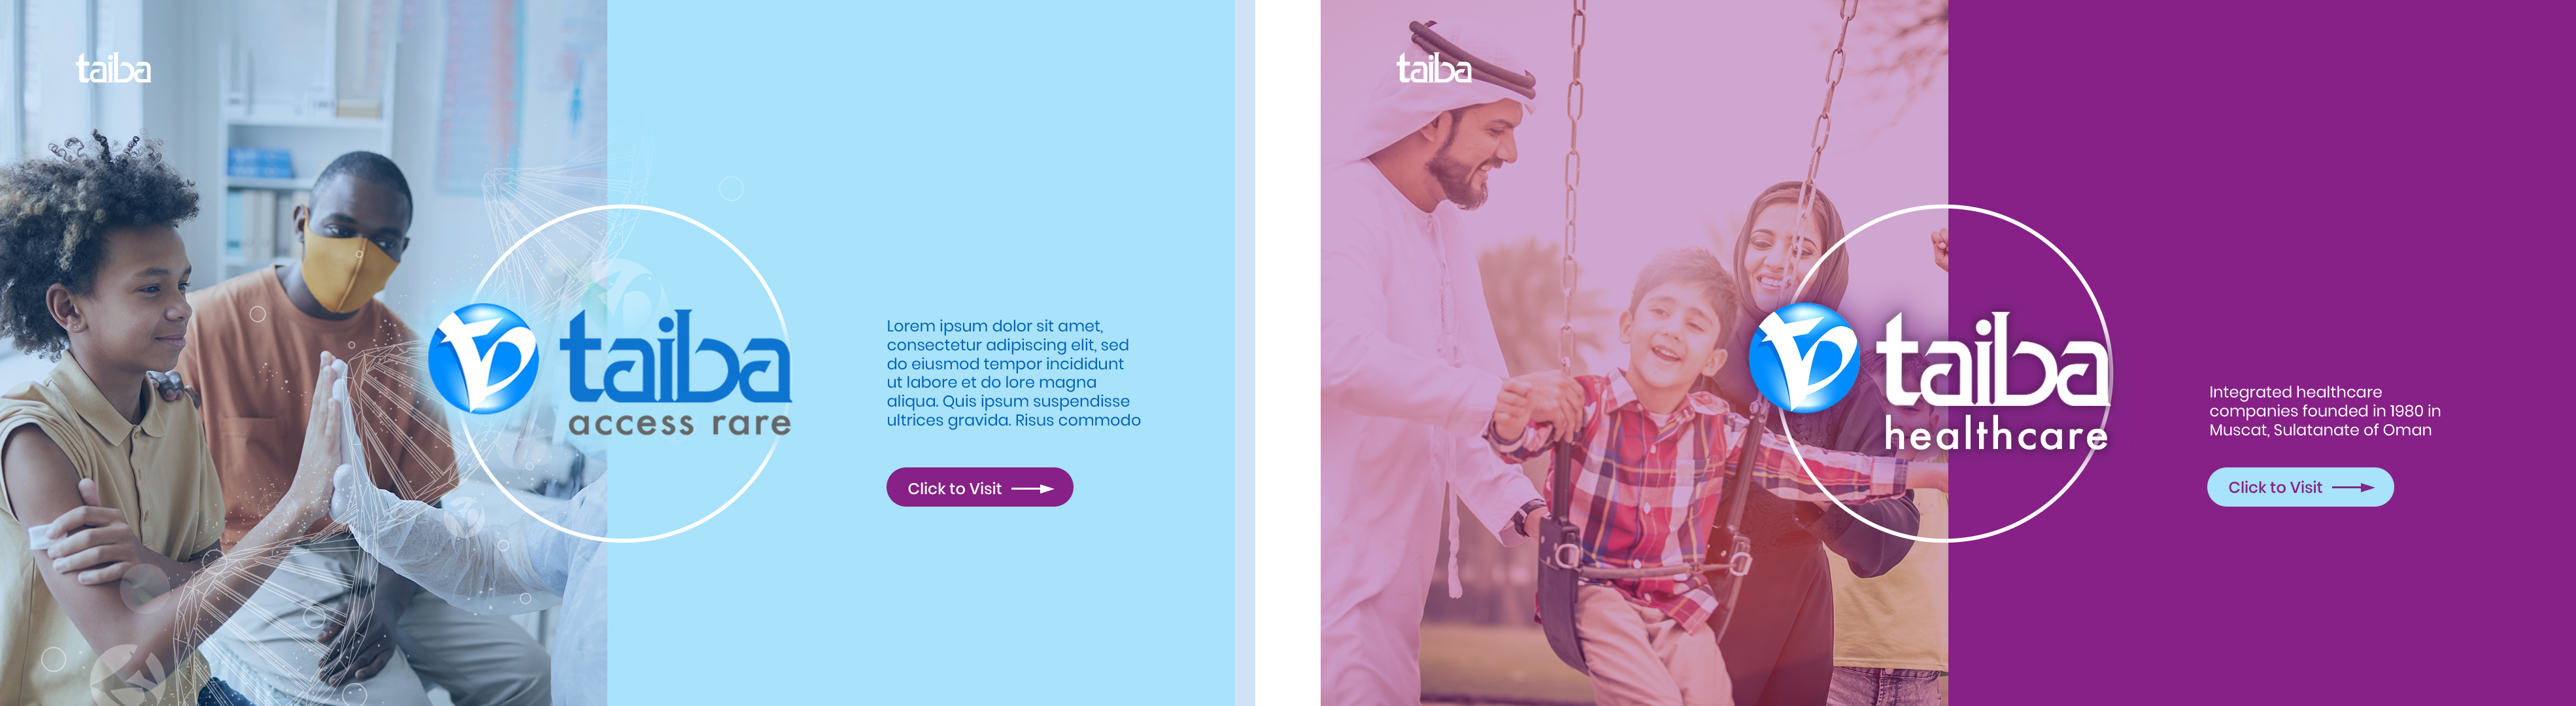 taiba
taiba
access rare
Lorem ipsum dolor sit amet,
consectetur adipiscing elit, sed
do eiusmod tempor incididunt
ut labore et do lore magna
aliqua. Quis ipsum suspendisse
ultrices gravida. Risus commodo
Click to Visit
taiba
taiba
healthcare
Integrated healthcare
companies founded in 1980 in
Muscat, Sulatanate of Oman
Click to Visit